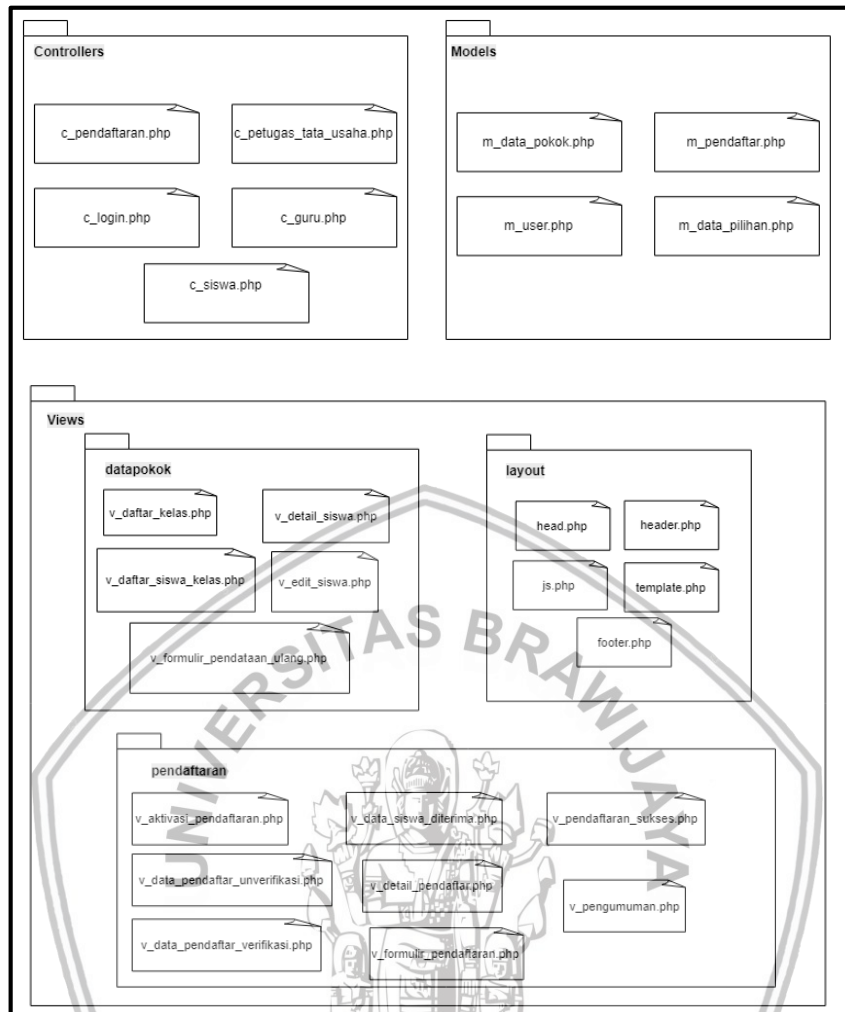 Controllers
c_pendaftaran.php
c_petugas_tata_usaha.php
c_login.php
c_guru.php
c_siswa.php
Models
m_data_pokok.php
m_pendaftar.php
m_user.php
m_data_pilihan.php
Views
datapokok
v_daftar_kelas.php
v_detail_siswa.php
v_daftar_siswa_kelas.php
v_edit_siswa.php
v_formulir_pendataan_ulang.php
layout
head.php
header.php
js.php
template.php
footer.php
pendaftaran
v_aktivasi_pendaftaran.php
v_data_siswa_diterima.php
v_pendaftaran_sukses.php
v_data_pendaftar_unverifikasi.php
v_detail_pendaftar.php
v_pengumuman.php
v_data_pendaftar_verifikasi.php
v_formulir_pendaftaran.php
UNIVERSITAS BRAWIJAYA